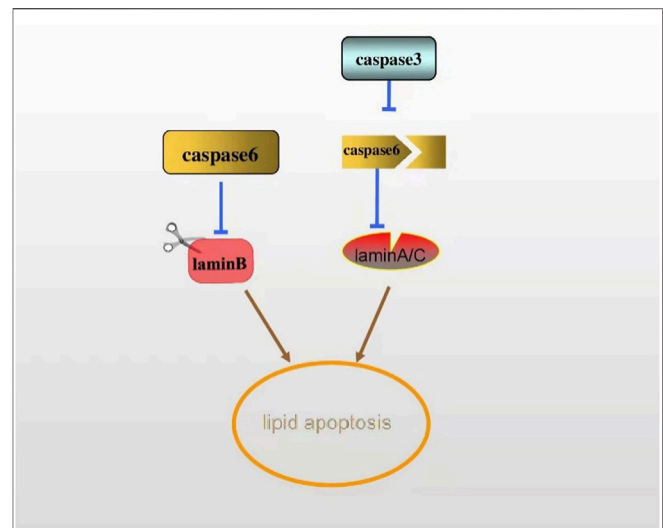 caspase3
caspase6
caspase6
laminB
laminA/C
lipid apoptosis